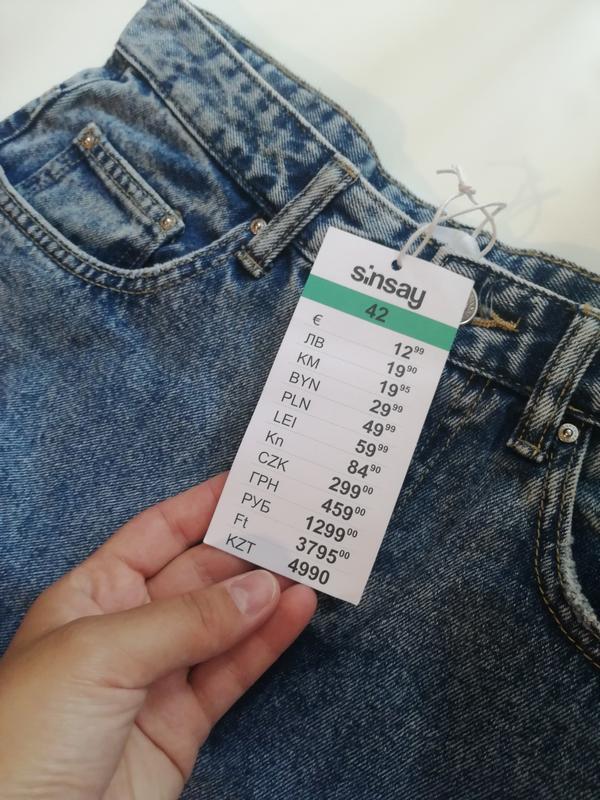 sinsay
42
€ 12⁹⁹
ЛВ 19⁹⁰
KM 19⁹⁵
BYN 29⁹⁹
PLN 49⁹⁹
LEI 59⁹⁹
Kn 84⁹⁰
CZK 299⁰⁰
ГРН 459⁰⁰
РУБ 1299⁰⁰
Ft 3795⁰⁰
KZT 4990